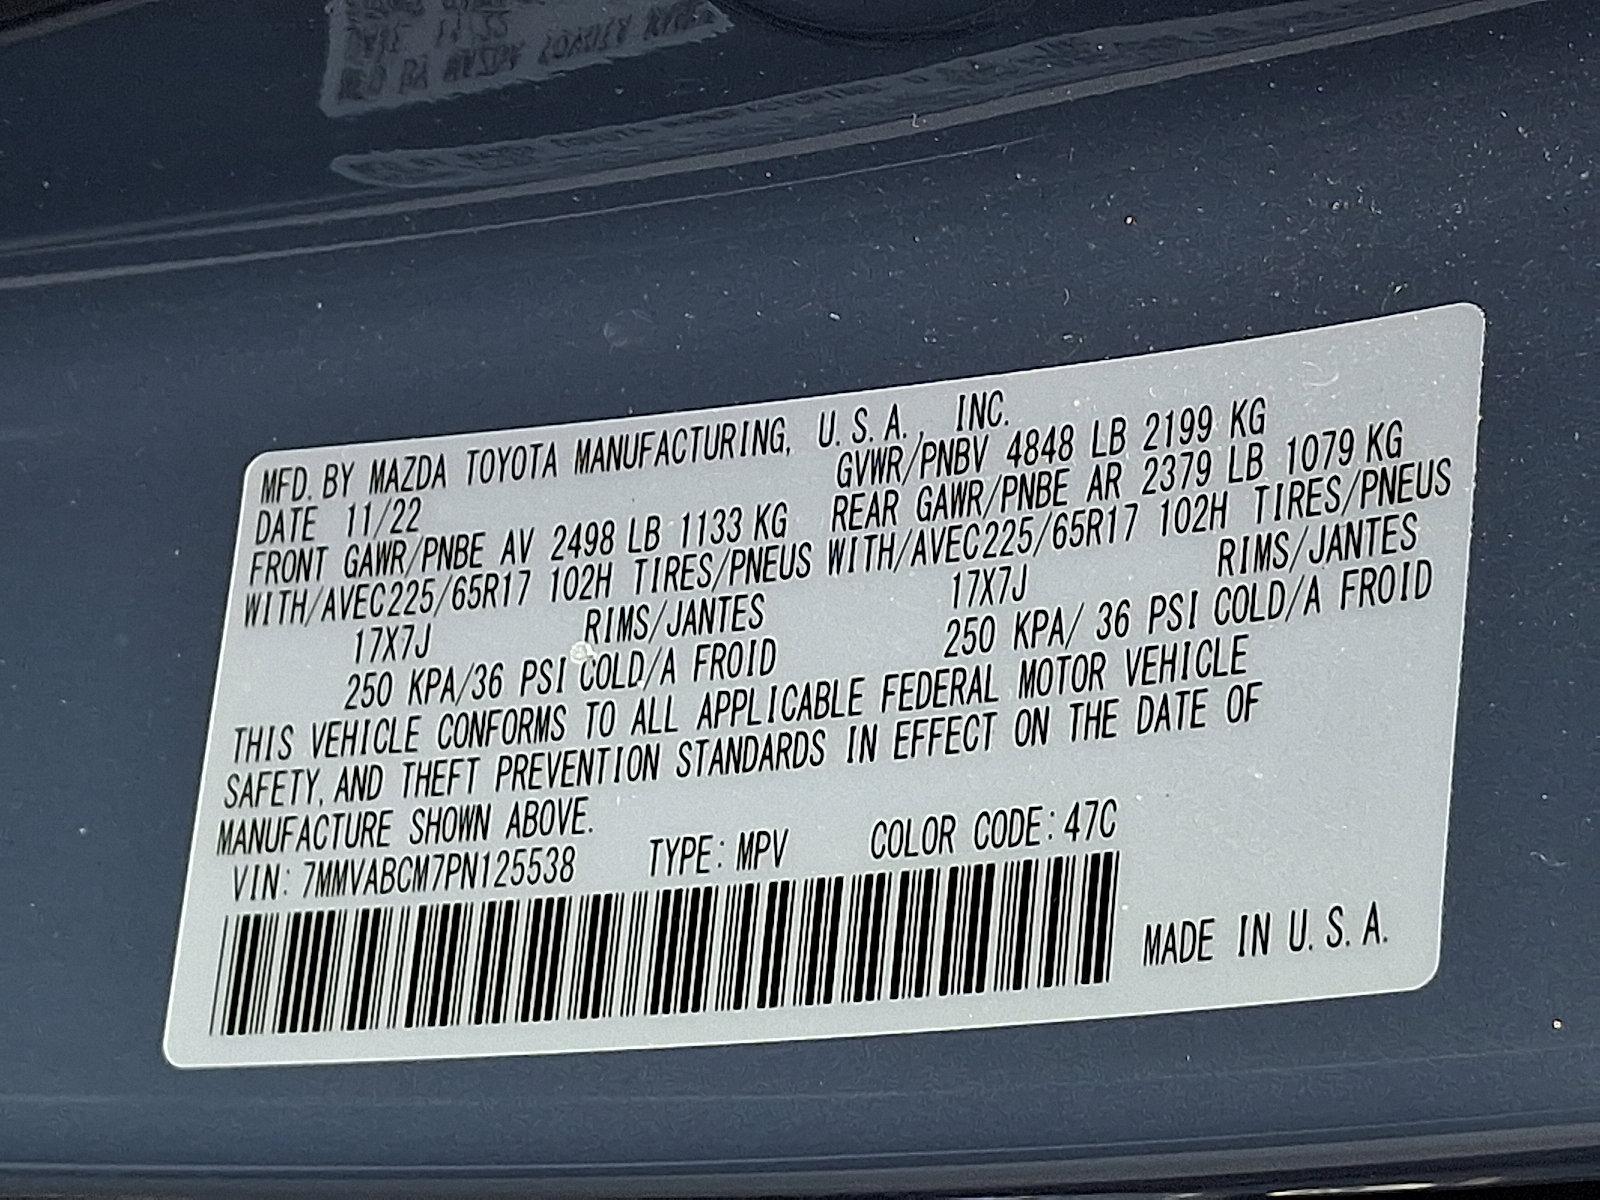 MFD. BY MAZDA TOYOTA MANUFACTURING, U.S.A., INC.
DATE 11/22 GVWR/PNBV 4848 LB 2199 KG
FRONT GAWR/PNBE AV 2498 LB 1133 KG REAR GAWR/PNBE AR 2379 LB 1079 KG
WITH/AVEC225/65R17 102H TIRES/PNEUS WITH/AVEC225/65R17 102H TIRES/PNEUS
17X7J RIMS/JANTES 17X7J RIMS/JANTES
250 KPA/36 PSI COLD/A FROID 250 KPA/ 36 PSI COLD/A FROID
THIS VEHICLE CONFORMS TO ALL APPLICABLE FEDERAL MOTOR VEHICLE
SAFETY, AND THEFT PREVENTION STANDARDS IN EFFECT ON THE DATE OF
MANUFACTURE SHOWN ABOVE.
VIN: 7MMVABCM7PN125538 TYPE: MPV COLOR CODE: 47C
MADE IN U.S.A.